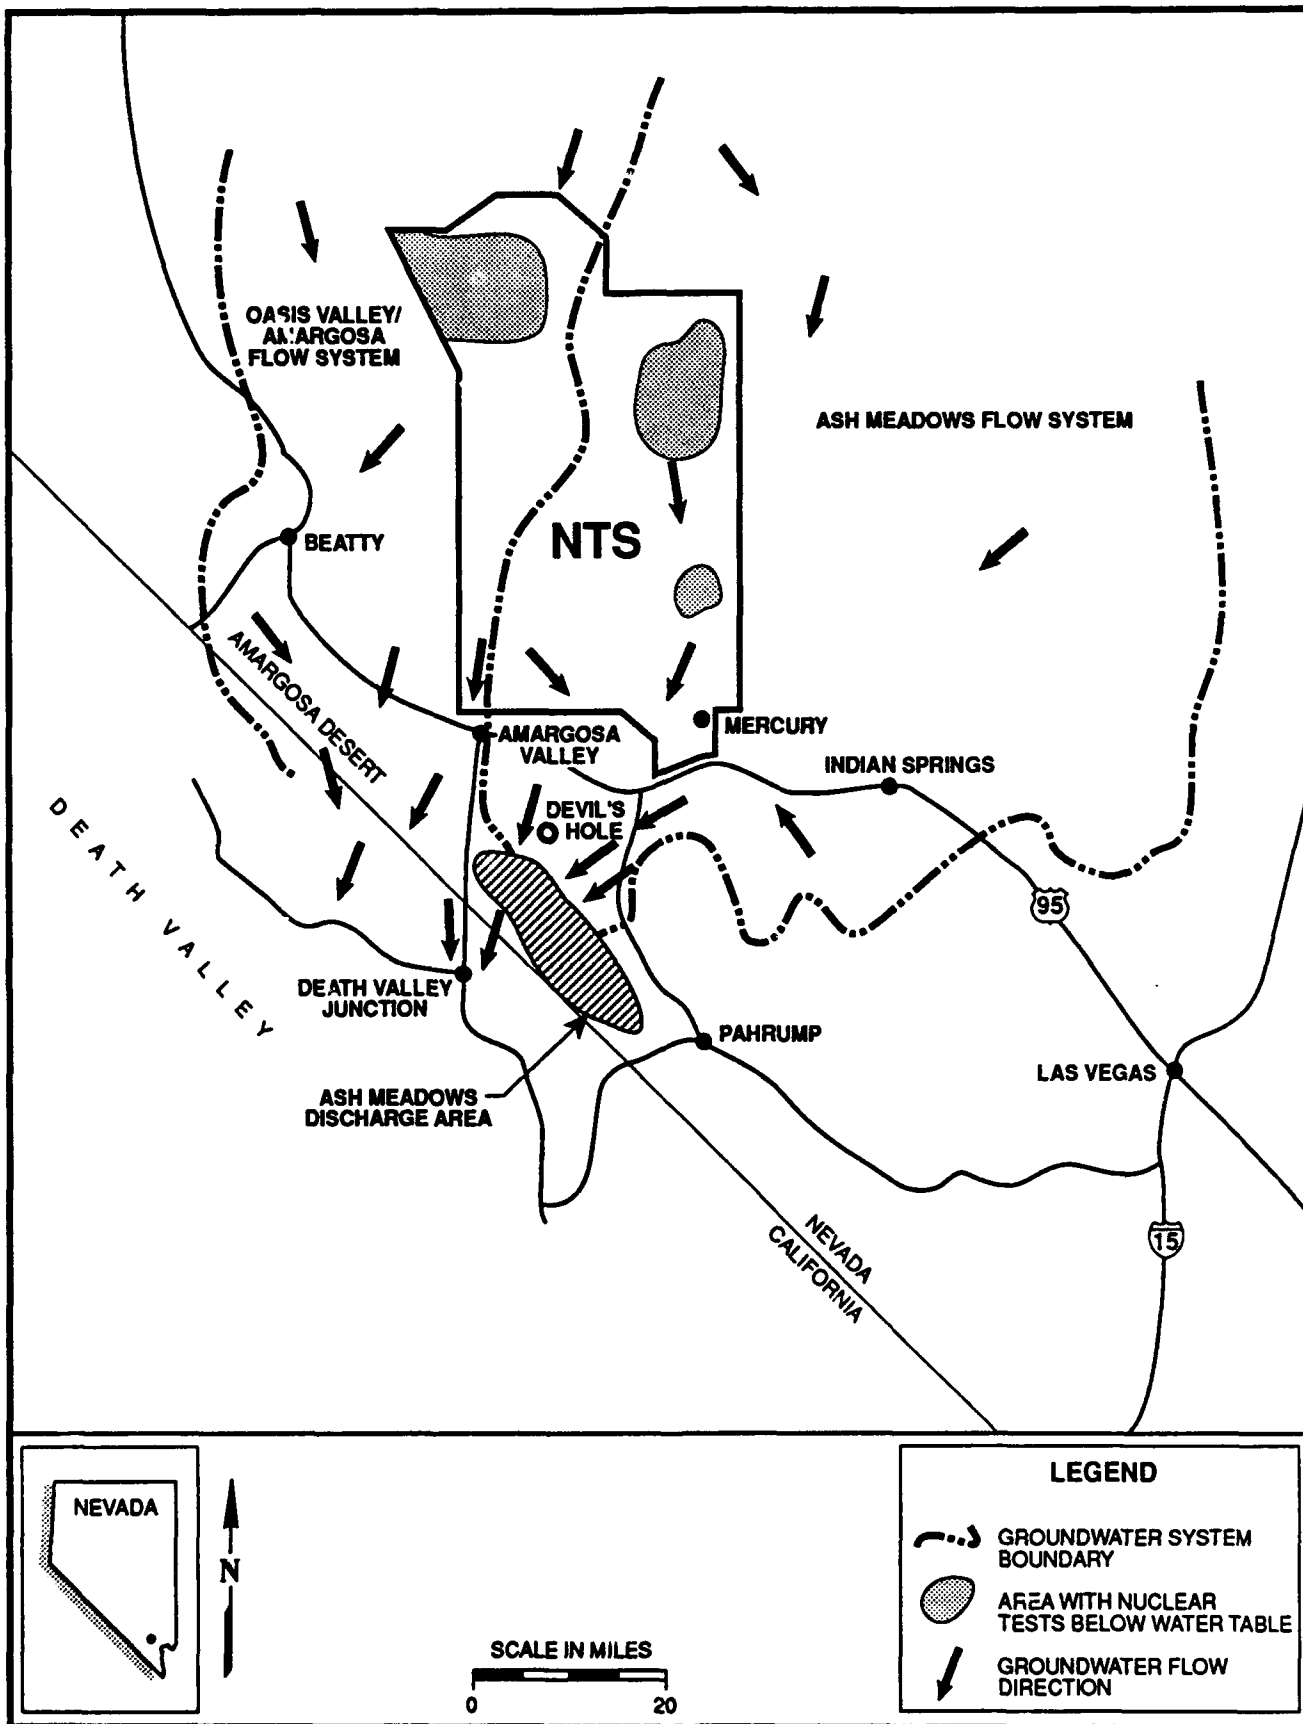 OASIS VALLEY/
AMARGOSA
FLOW SYSTEM
ASH MEADOWS FLOW SYSTEM
NTS
BEATTY
AMARGOSA DESERT
MERCURY
AMARGOSA
VALLEY
INDIAN SPRINGS
DEVIL'S
HOLE
DEATH VALLEY
95
DEATH VALLEY
JUNCTION
PAHRUMP
LAS VEGAS
ASH MEADOWS
DISCHARGE AREA
NEVADA
CALIFORNIA
15
NEVADA
N
SCALE IN MILES
0 20
LEGEND
GROUNDWATER SYSTEM
BOUNDARY
AREA WITH NUCLEAR
TESTS BELOW WATER TABLE
GROUNDWATER FLOW
DIRECTION